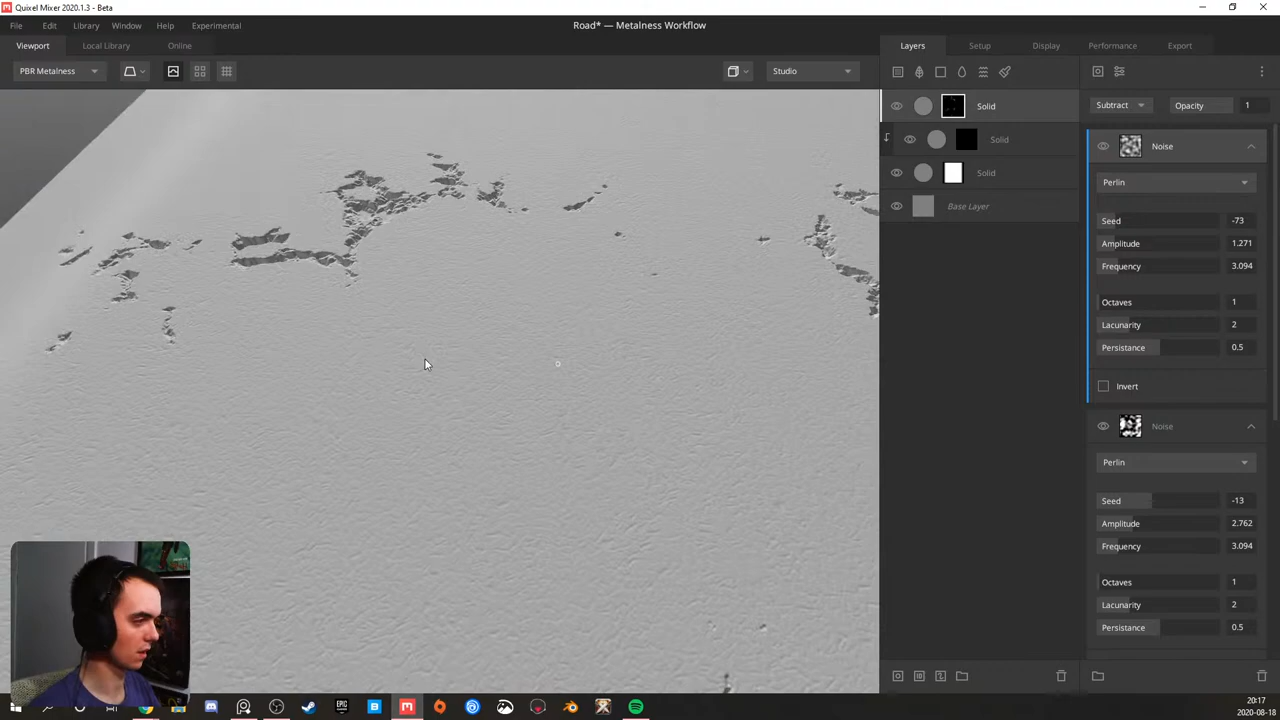 Quixel Mixer 2020.1.3 - Beta
File Edit Library Window Help Experimental
Road* — Metalness Workflow
Viewport Local Library Online
Layers Setup Display Performance Export
PBR Metalness
Studio
Solid
Solid
Solid
Base Layer
Subtract Opacity 1
Noise
Perlin
Seed -73
Amplitude 1.271
Frequency 3.094
Octaves 1
Lacunarity 2
Persistance 0.5
Invert
Noise
Perlin
Seed -13
Amplitude 2.762
Frequency 3.094
Octaves 1
Lacunarity 2
Persistance 0.5
EPIC
20:17
2020-08-18